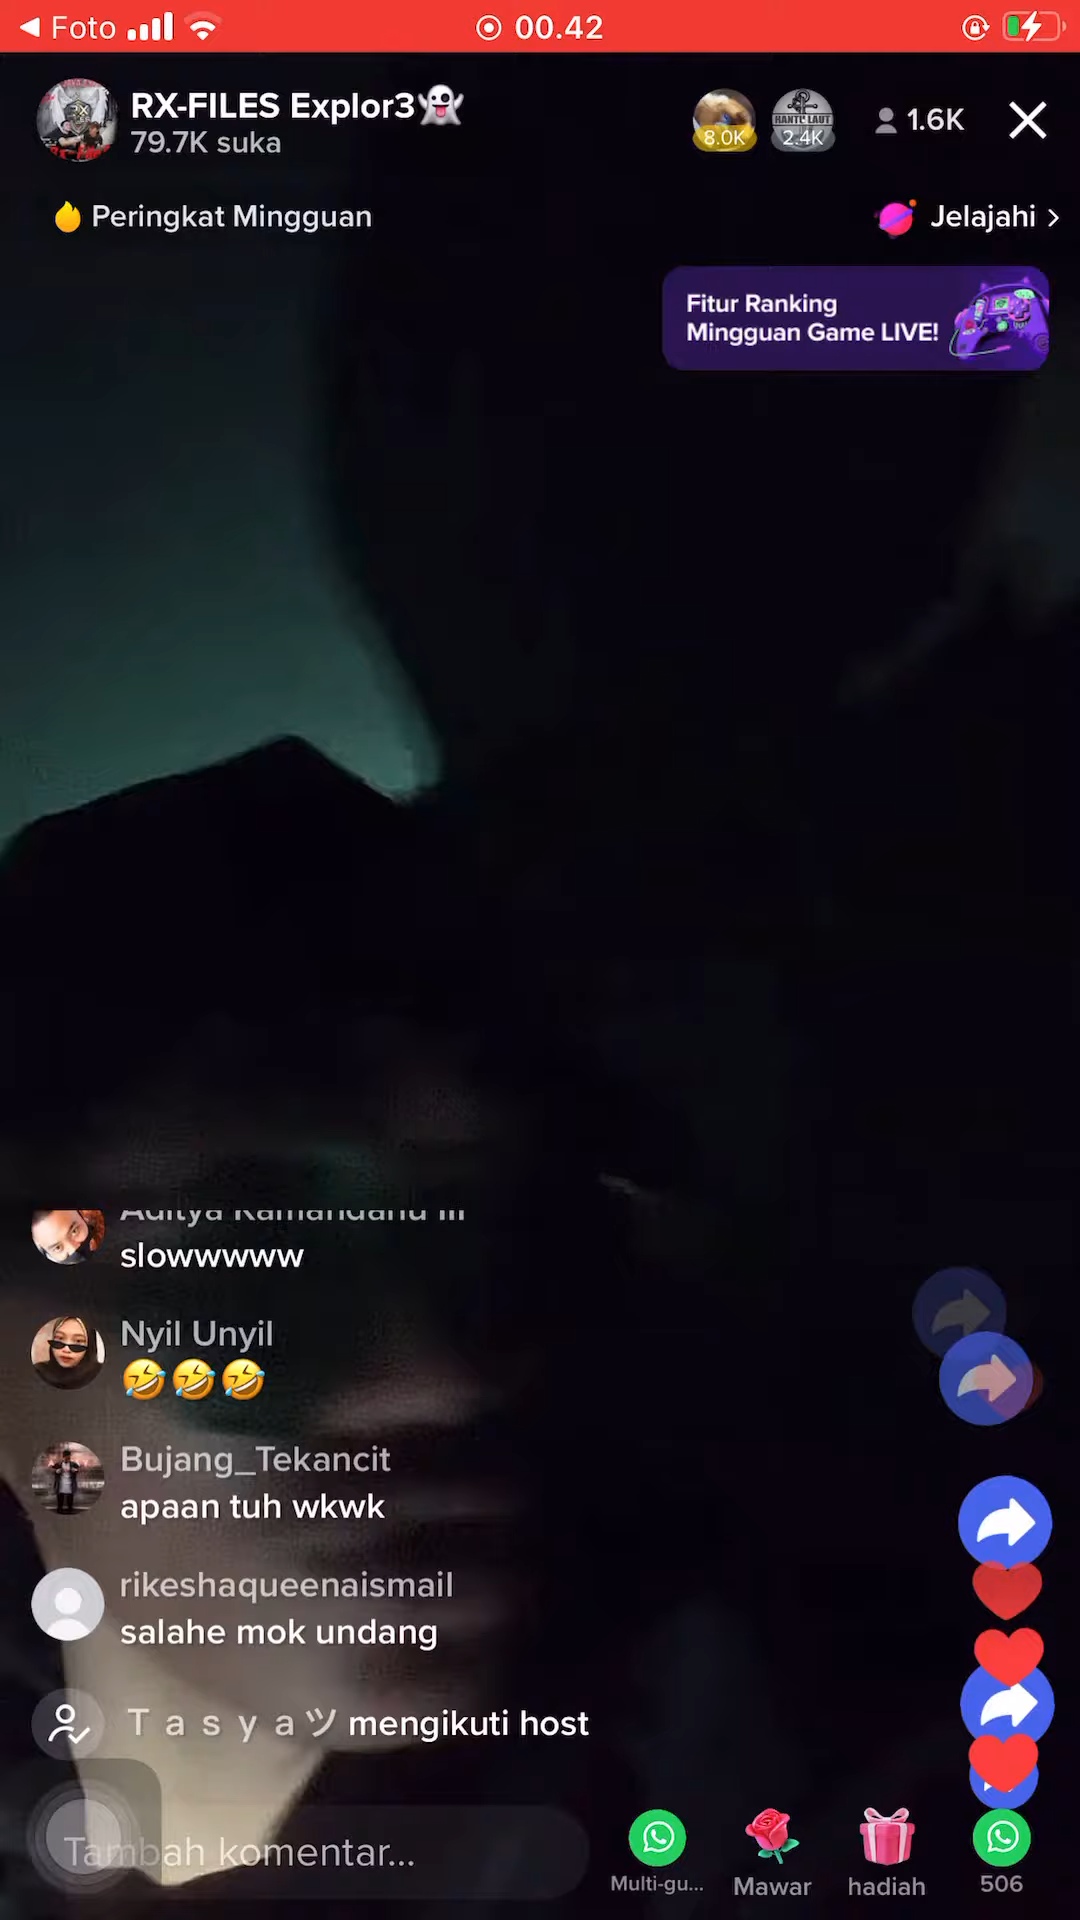 Foto
00.42
RX-FILES Explor3👻
79.7K suka
8.0K
HANTU LAUT
2.4K
1.6K
Peringkat Mingguan
Jelajahi >
Fitur Ranking
Mingguan Game LIVE!
slowwwww
Nyil Unyil
🤣🤣🤣
Bujang_Tekancit
apaan tuh wkwk
rikeshaqueenaismail
salahe mok undang
T a s y a ツ mengikuti host
Tambah komentar...
Multi-gu...
Mawar
hadiah
506